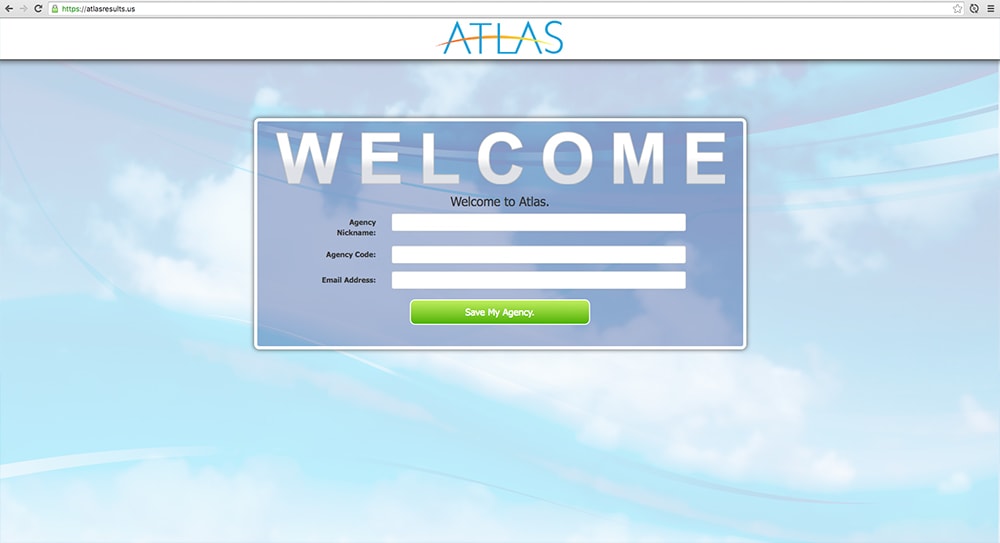 https://atlasresults.us
ATLAS
WELCOME
Welcome to Atlas.
Agency
Nickname:
Agency Code:
Email Address:
Save My Agency.